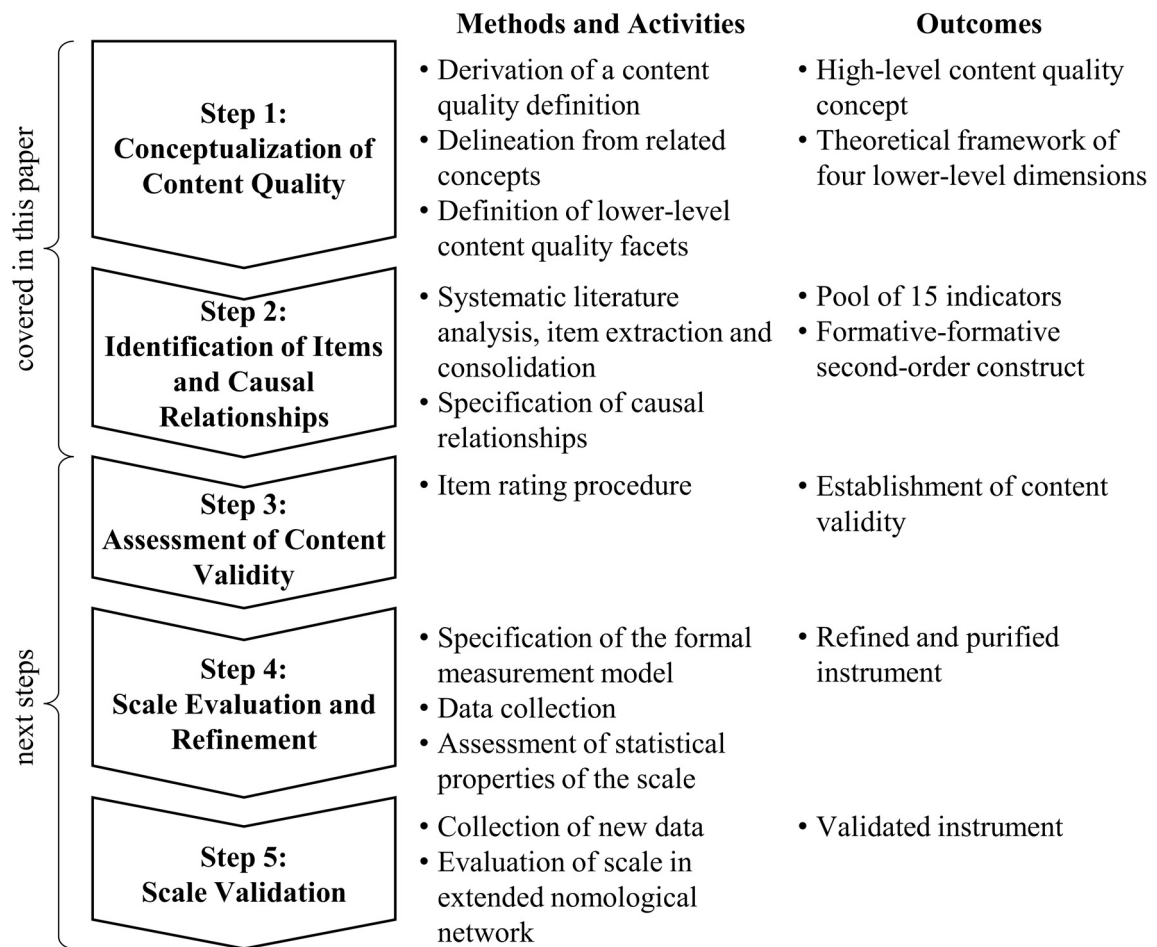 Methods and Activities
Outcomes
covered in this paper
Step 1:
Conceptualization of
Content Quality
• Derivation of a content
quality definition
• Delineation from related
concepts
• Definition of lower-level
content quality facets
• High-level content quality
concept
• Theoretical framework of
four lower-level dimensions
Step 2:
Identification of Items
and Causal
Relationships
• Systematic literature
analysis, item extraction and
consolidation
• Specification of causal
relationships
• Pool of 15 indicators
• Formative-formative
second-order construct
next steps
Step 3:
Assessment of Content
Validity
• Item rating procedure
• Establishment of content
validity
Step 4:
Scale Evaluation and
Refinement
• Specification of the formal
measurement model
• Data collection
• Assessment of statistical
properties of the scale
• Refined and purified
instrument
Step 5:
Scale Validation
• Collection of new data
• Evaluation of scale in
extended nomological
network
• Validated instrument